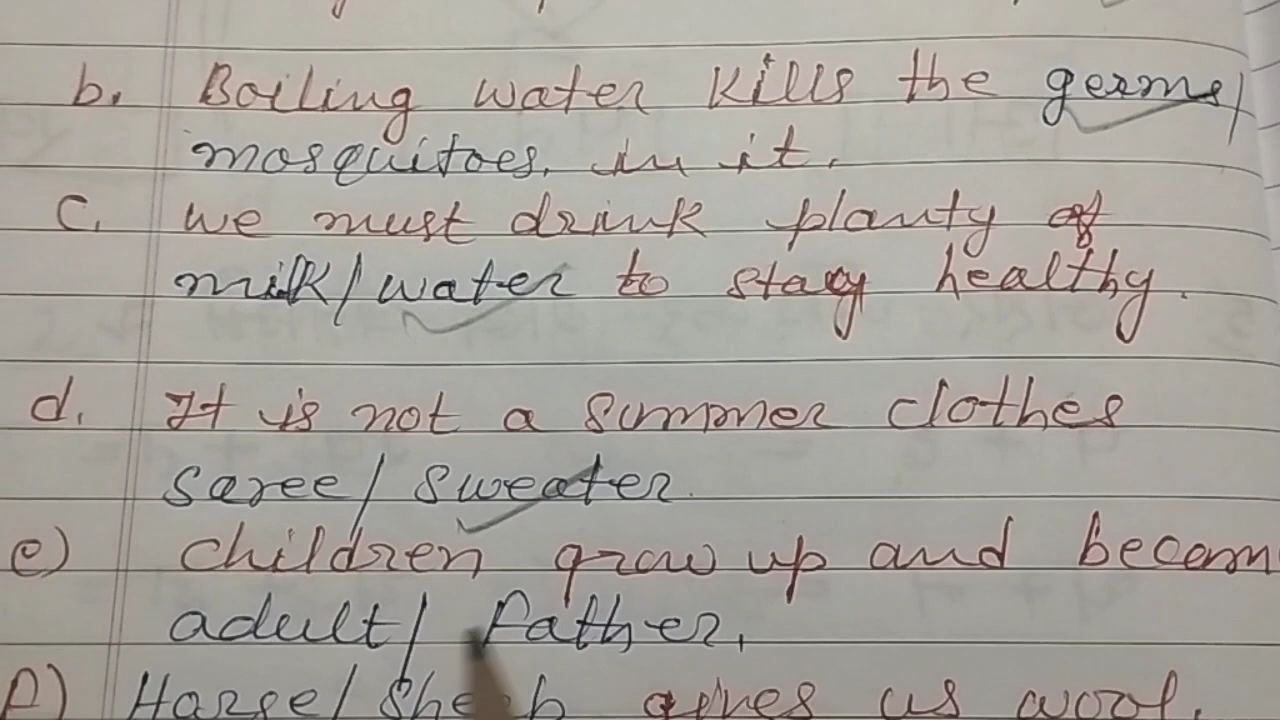 b. Boiling water kills the germs/
mosquitoes. in it.
c. we must drink planty of
milk/water to stay healthy.
d. It is not a summer clothes
saree/ sweater.
e) children grow up and becom
adult/ father.
f) Horse/ Sheep gives us wool.